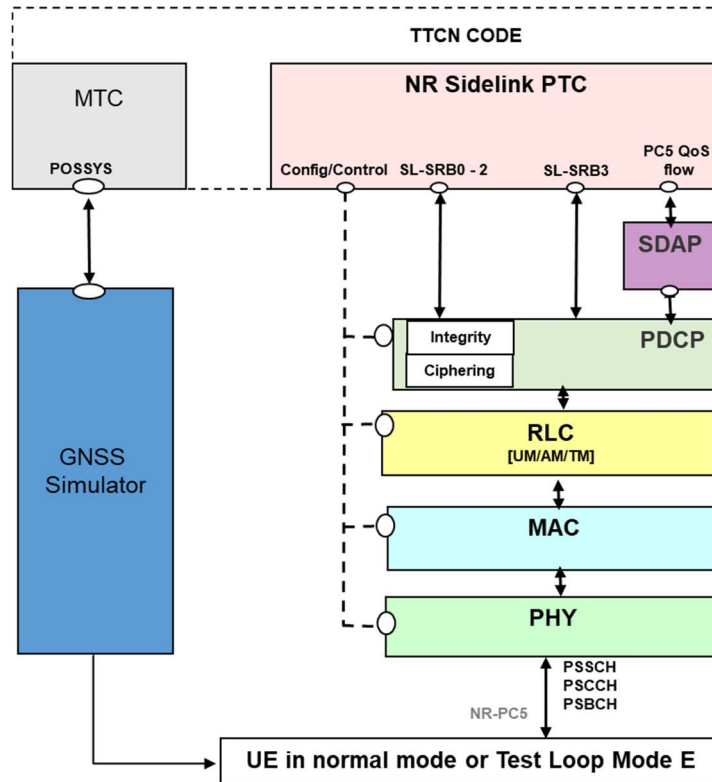 TTCN CODE
MTC
NR Sidelink PTC
POSSYS
Config/Control
SL-SRB0 - 2
SL-SRB3
PC5 QoS
flow
SDAP
Integrity
PDCP
Ciphering
RLC
[UM/AM/TM]
GNSS
Simulator
MAC
PHY
PSSCH
PSCCH
PSBCH
NR-PC5
UE in normal mode or Test Loop Mode E